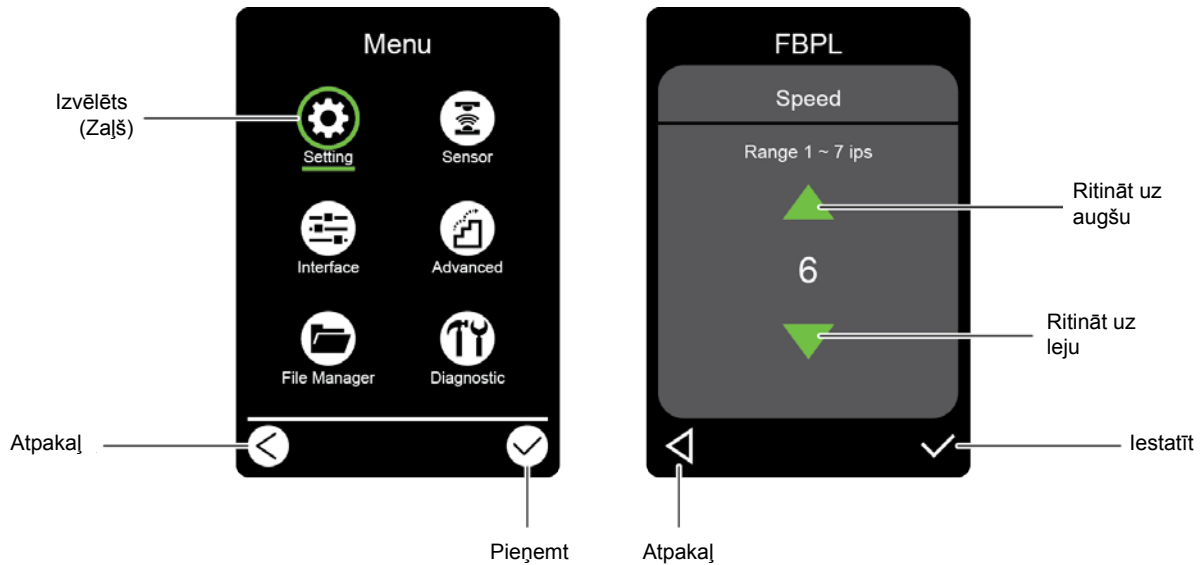 Menu
Izvēlēts
(Zaļš)
Setting
Sensor
Interface
Advanced
File Manager
Diagnostic
Atpakaļ
Pieņemt
FBPL
Speed
Range 1 ~ 7 ips
Ritināt uz
augšu
6
Ritināt uz
leju
Iestatīt
Atpakaļ